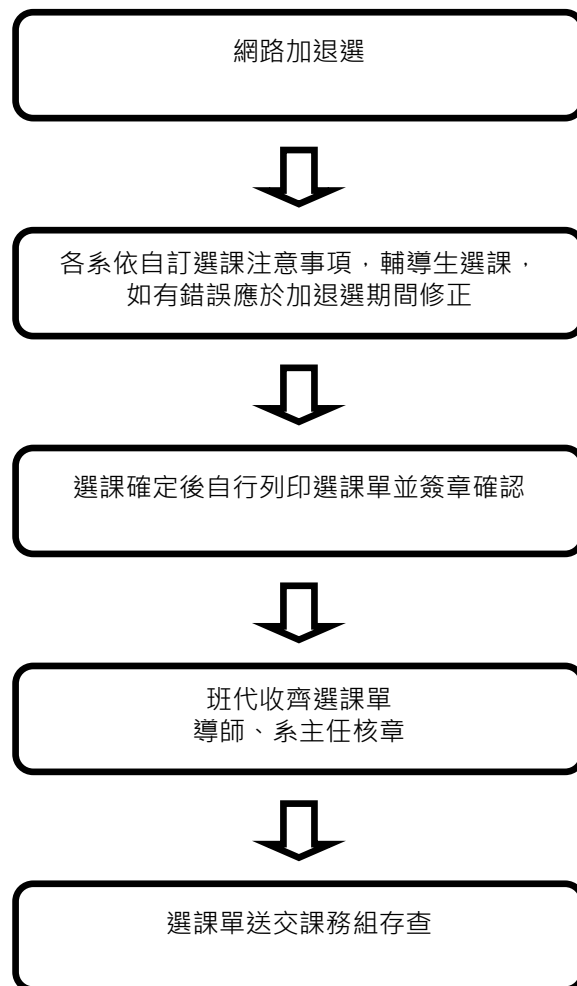 網路加退選
各系依自訂選課注意事項，輔導生選課，
如有錯誤應於加退選期間修正
選課確定後自行列印選課單並簽章確認
班代收齊選課單
導師、系主任核章
選課單送交課務組存查